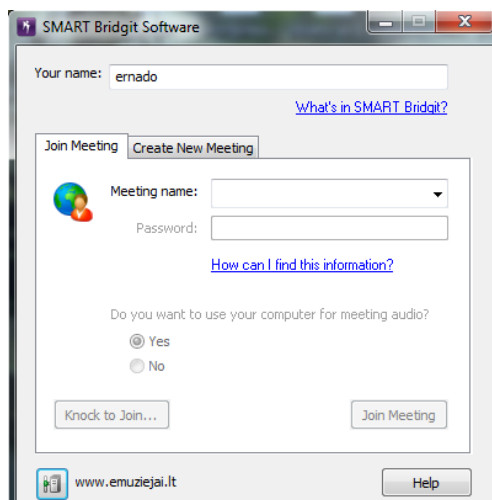 SMART Bridgit Software
Your name: ernado
What's in SMART Bridgit?
Join Meeting Create New Meeting
Meeting name:
Password:
How can I find this information?
Do you want to use your computer for meeting audio?
Yes
No
Knock to Join... Join Meeting
www.emuziejai.lt Help